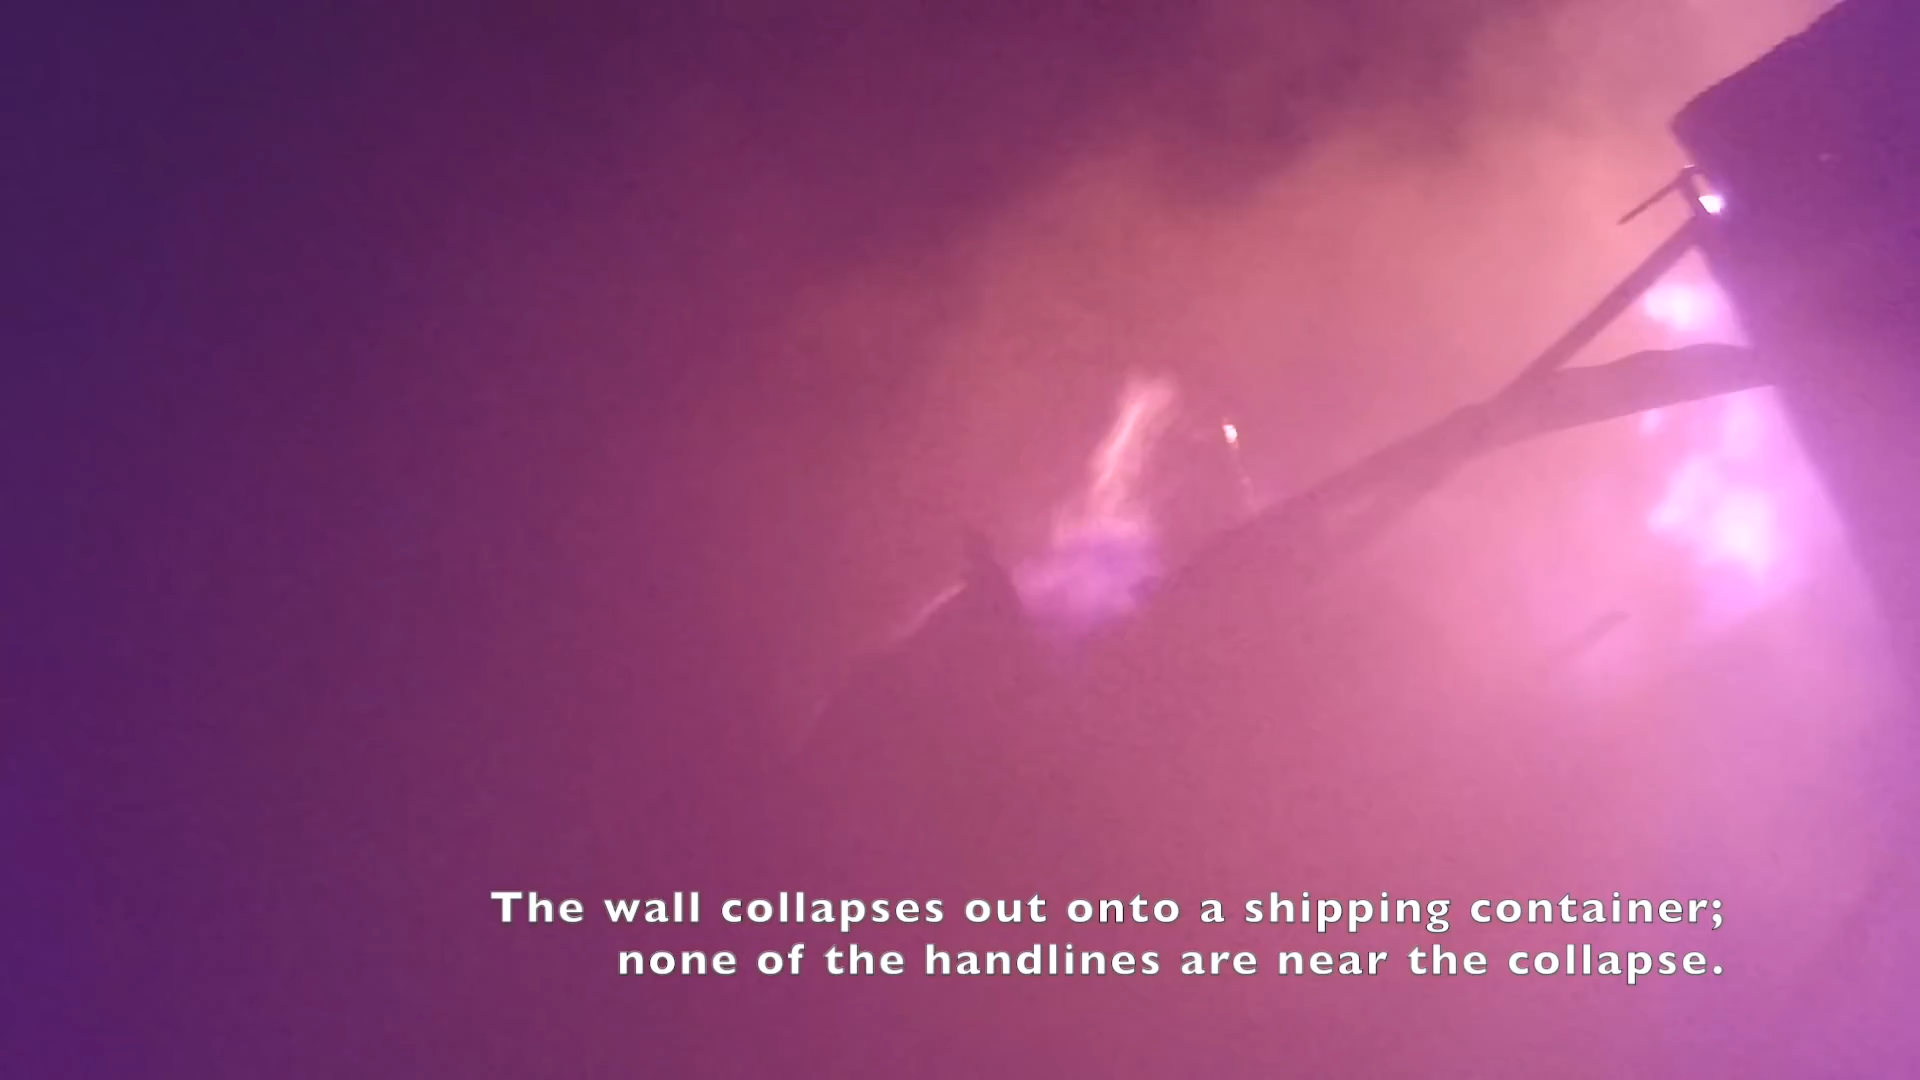 The wall collapses out onto a shipping container;
none of the handlines are near the collapse.